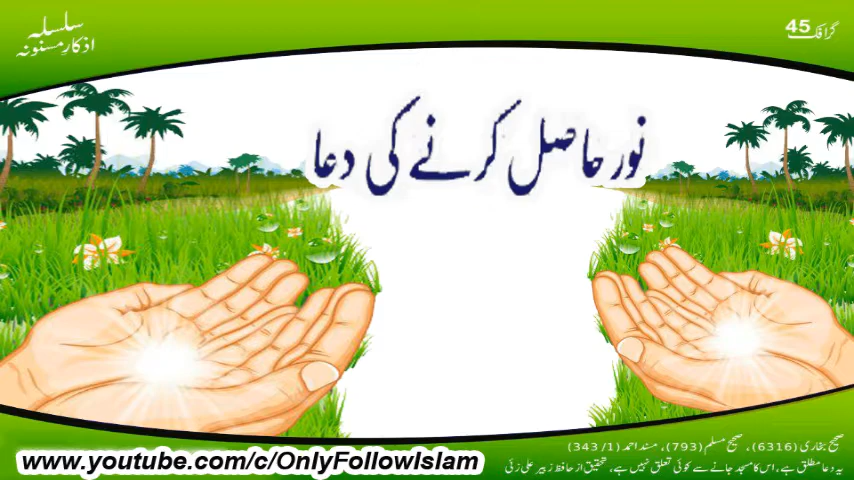 سلسلہ
اذکارِ مسنونہ
گرافک 45
نور حاصل کرنے کی دعا
صحیح بخاری (6316)، صحیح مسلم (793)، مسند احمد (1/ 343)
یہ دعا مطلق ہے، اس کا مسجد جانے سے کوئی تعلق نہیں ہے، تحقیق از حافظ زبیر علی زئی
www.youtube.com/c/OnlyFollowIslam